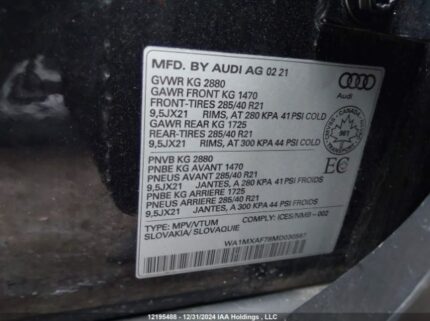 MFD. BY AUDI AG 02 21
GVWR KG 2880
GAWR FRONT KG 1470
FRONT-TIRES 285/40 R21
9,5JX21 RIMS, AT 280 KPA 41 PSI COLD
GAWR REAR KG 1725
REAR-TIRES 285/40 R21
9,5JX21 RIMS, AT 300 KPA 44 PSI COLD
PNVB KG 2880
PNBE KG AVANT 1470
PNEUS AVANT 285/40 R21
9,5JX21 JANTES, A 280 KPA 41 PSI FROIDS
PNBE KG ARRIERE 1725
PNEUS ARRIERE 285/40 R21
9,5JX21 JANTES, A 300 KPA 44 PSI FROIDS
TYPE: MPV/VTUM COMPLY: ICES/NMB-002
SLOVAKIA/ SLOVAQUIE
Audi
CANADA
TRANSPORT
EC
12195488 - 12/31/2024 IAA Holdings , LLC